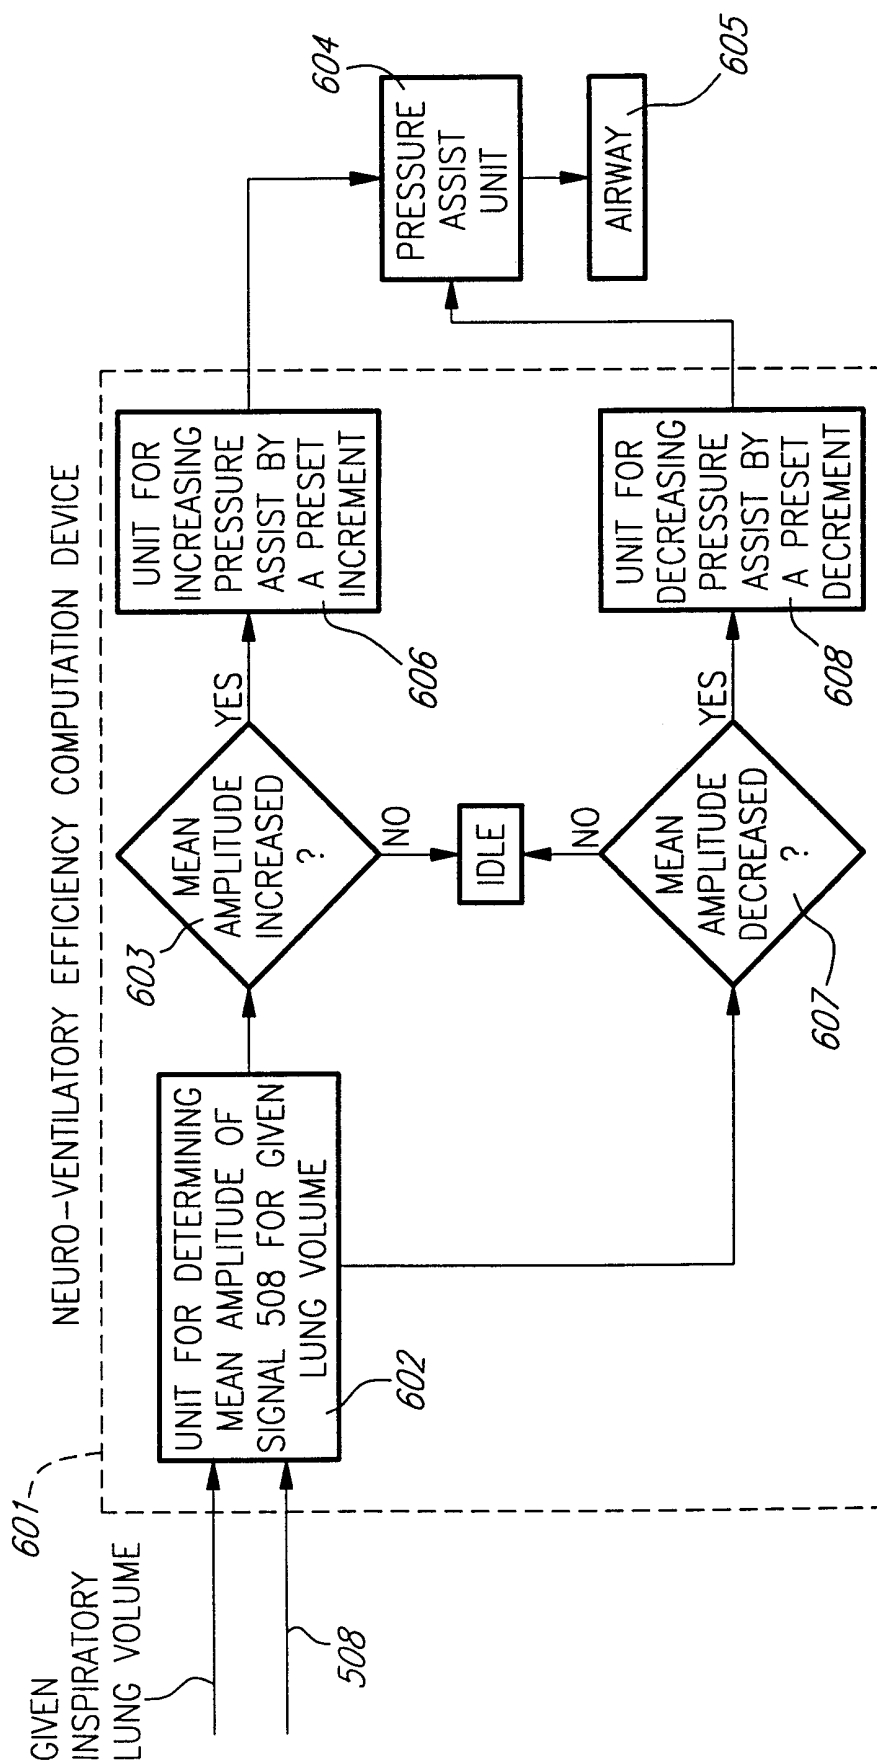 NEURO-VENTILATORY EFFICIENCY COMPUTATION DEVICE
601
GIVEN
INSPIRATORY
LUNG VOLUME
508
UNIT FOR DETERMINING
MEAN AMPLITUDE OF
SIGNAL 508 FOR GIVEN
LUNG VOLUME
602
603
MEAN
AMPLITUDE
INCREASED
?
YES
NO
UNIT FOR
INCREASING
PRESSURE
ASSIST BY
A PRESET
INCREMENT
606
IDLE
NO
MEAN
AMPLITUDE
DECREASED
?
607
YES
UNIT FOR
DECREASING
PRESSURE
ASSIST BY
A PRESET
DECREMENT
608
604
PRESSURE
ASSIST
UNIT
AIRWAY
605